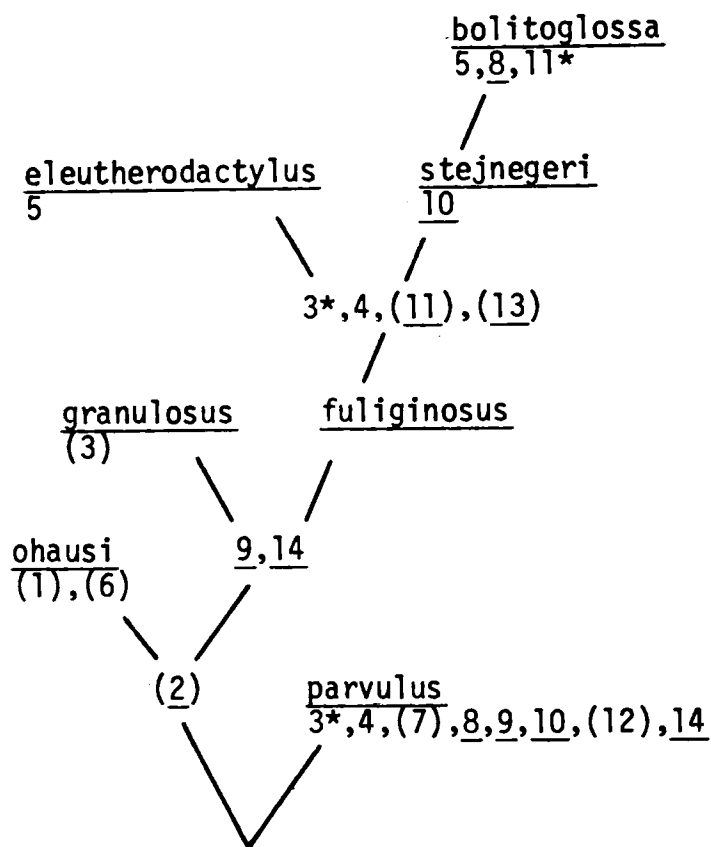 bolitoglossa
5,8,11*
eleutherodactylus
5
stejnegeri
10
3*,4,(11),(13)
granulosus
(3)
fuliginosus
ohausi
(1),(6)
9,14
(2)
parvulus
3*,4,(7),8,9,10,(12),14